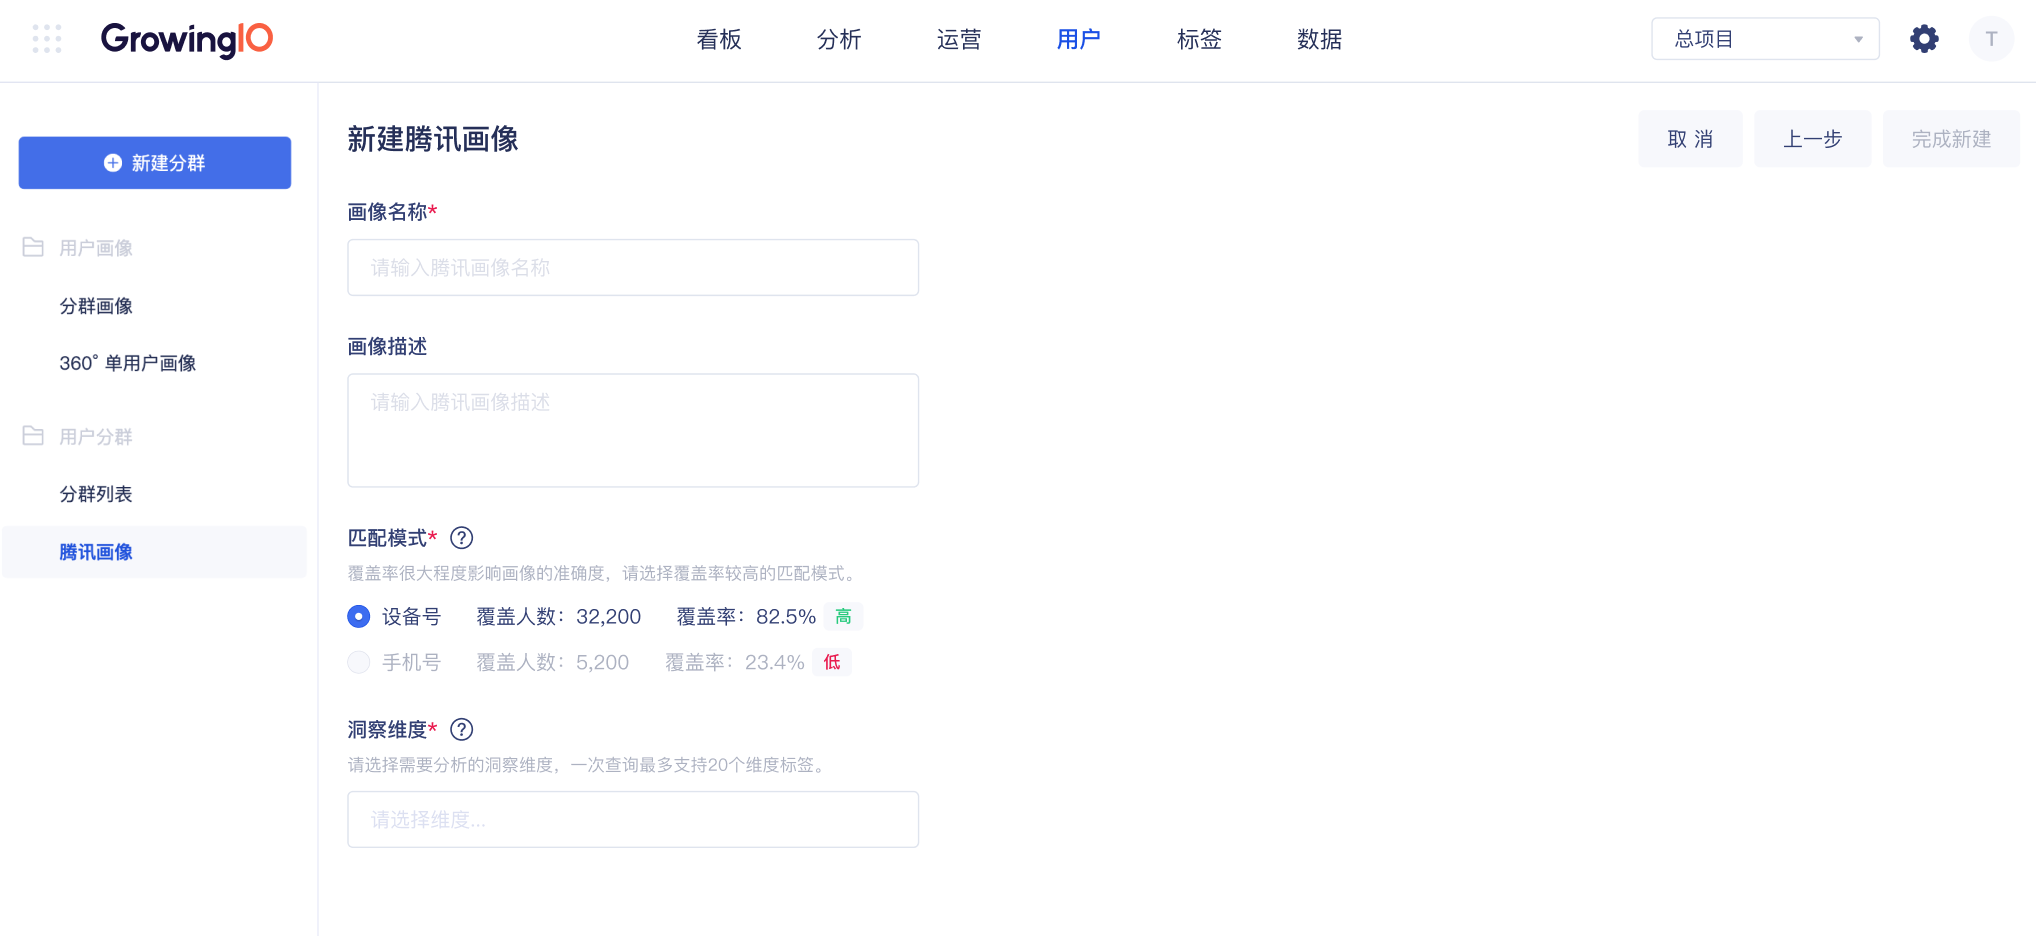 GrowingIO
看板 分析 运营 用户 标签 数据
总项目
T
新建分群
用户画像
分群画像
360° 单用户画像
用户分群
分群列表
腾讯画像
新建腾讯画像
取 消
上一步
完成新建
画像名称*
请输入腾讯画像名称
画像描述
请输入腾讯画像描述
匹配模式* ?
覆盖率很大程度影响画像的准确度，请选择覆盖率较高的匹配模式。
设备号 覆盖人数：32,200 覆盖率：82.5% 高
手机号 覆盖人数：5,200 覆盖率：23.4% 低
洞察维度* ?
请选择需要分析的洞察维度，一次查询最多支持20个维度标签。
请选择维度...